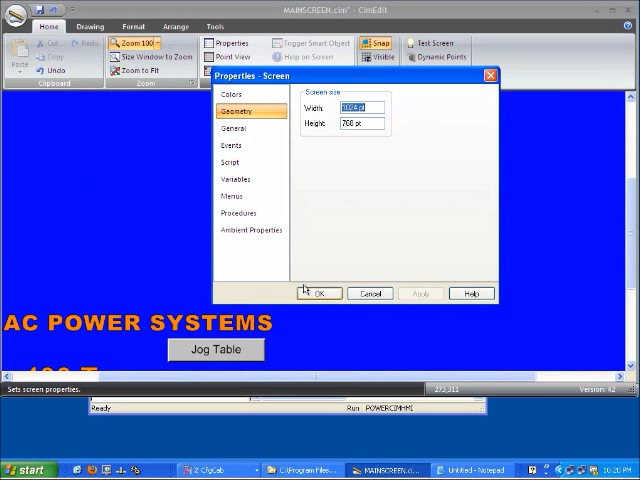 MAINSCREEN.cim* - CimEdit
Home Drawing Format Arrange Tools
Cut Redo
Copy
Paste Undo
Clipboard
Zoom 100
Size Window to Zoom
Zoom to Fit
Zoom
Properties
Point View
Trigger Smart Object
Help on Screen
Snap
Visible
Test Screen
Dynamic Points
Properties - Screen
Colors
Geometry
General
Events
Script
Variables
Menus
Procedures
Ambient Properties
Screen size
Width: 1024 pt
Height: 768 pt
OK Cancel Apply Help
AC POWER SYSTEMS
Jog Table
Sets screen properties. 273,311 Version: 42
Ready Run POWERCIMHMI
start 2: CfgCab C:\Program Files... MAINSCREEN.c... Untitled - Notepad 10:20 PM